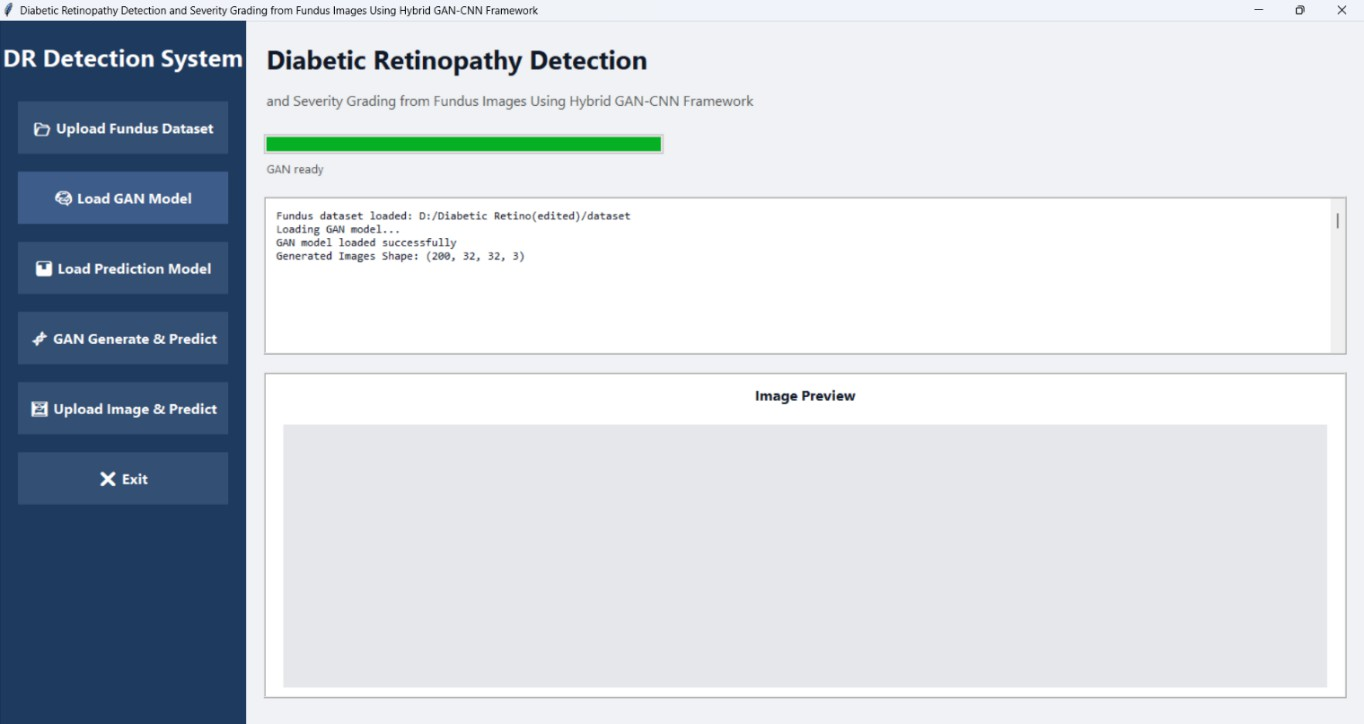 Diabetic Retinopathy Detection and Severity Grading from Fundus Images Using Hybrid GAN-CNN Framework
DR Detection System
Upload Fundus Dataset
Load GAN Model
Load Prediction Model
GAN Generate & Predict
Upload Image & Predict
Exit
Diabetic Retinopathy Detection
and Severity Grading from Fundus Images Using Hybrid GAN-CNN Framework
GAN ready
Fundus dataset loaded: D:/Diabetic Retino(edited)/dataset
Loading GAN model...
GAN model loaded successfully
Generated Images Shape: (200, 32, 32, 3)
Image Preview